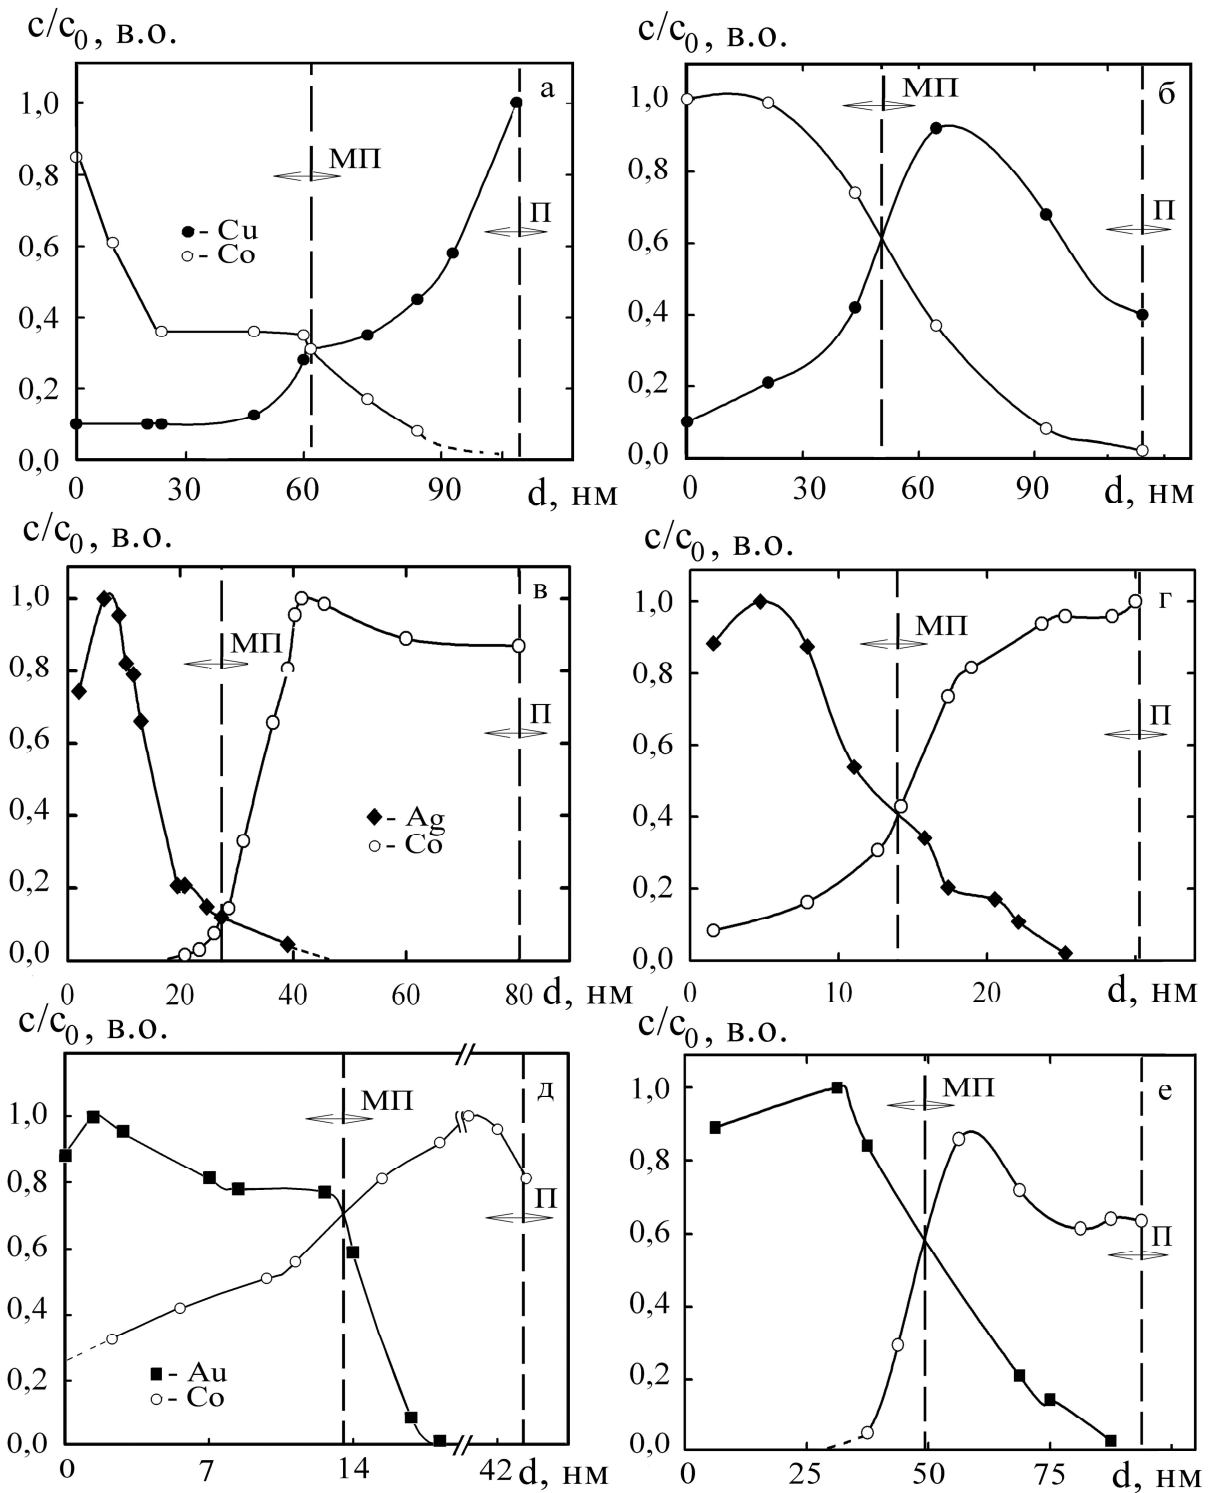 c/c0, в.о.
а
1,0
0,8
0,6
0,4
0,2
0,0
МП
П
- Cu
- Co
0 30 60 90 d, нм
c/c0, в.о.
б
1,0
0,8
0,6
0,4
0,2
0,0
МП
П
0 30 60 90 d, нм
c/c0, в.о.
в
1,0
0,8
0,6
0,4
0,2
0,0
МП
П
- Ag
- Co
0 20 40 60 80 d, нм
c/c0, в.о.
г
1,0
0,8
0,6
0,4
0,2
0,0
МП
П
0 10 20 d, нм
c/c0, в.о.
д
1,0
0,8
0,6
0,4
0,2
0,0
МП
П
- Au
- Co
0 7 14 42 d, нм
c/c0, в.о.
е
1,0
0,8
0,6
0,4
0,2
0,0
МП
П
0 25 50 75 d, нм